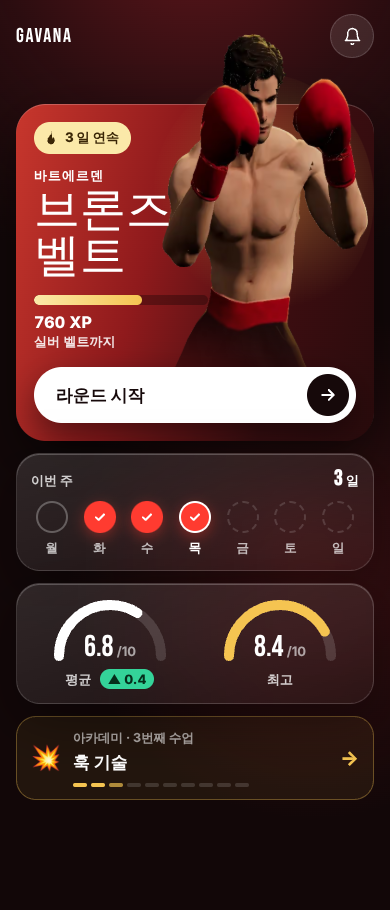 GAVANA
3 일 연속
바트에르덴
브론즈
벨트
760 XP
실버 벨트까지
라운드 시작
이번 주
3 일
월 화 수 목 금 토 일
6.8 /10
평균 ▲ 0.4
8.4 /10
최고
아카데미 · 3번째 수업
훅 기술